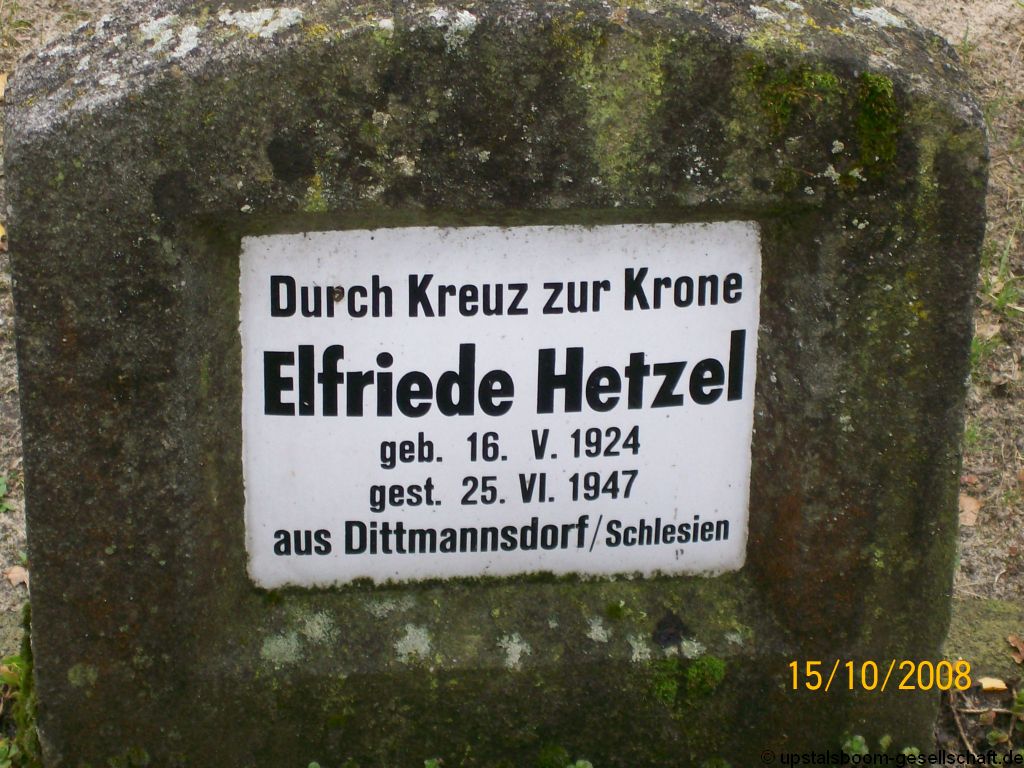 Durch Kreuz zur Krone
Elfriede Hetzel
geb. 16. V. 1924
gest. 25. VI. 1947
aus Dittmannsdorf/Schlesien
15/10/2008
© upstalsboom-gesellschaft.de